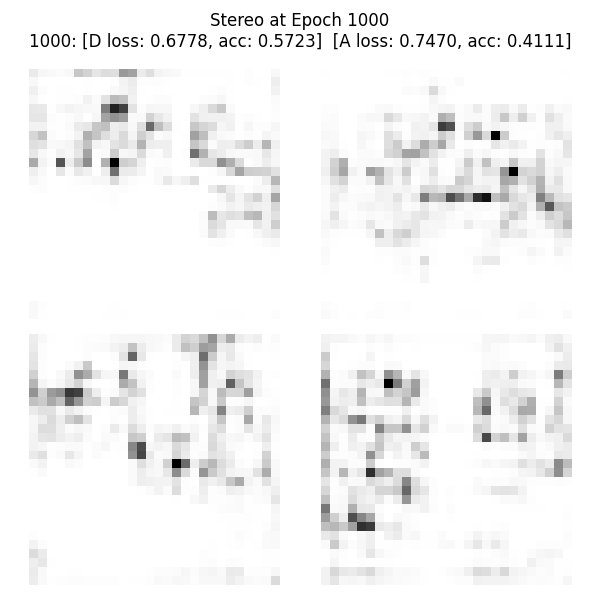 Stereo at Epoch 1000
1000: [D loss: 0.6778, acc: 0.5723]  [A loss: 0.7470, acc: 0.4111]